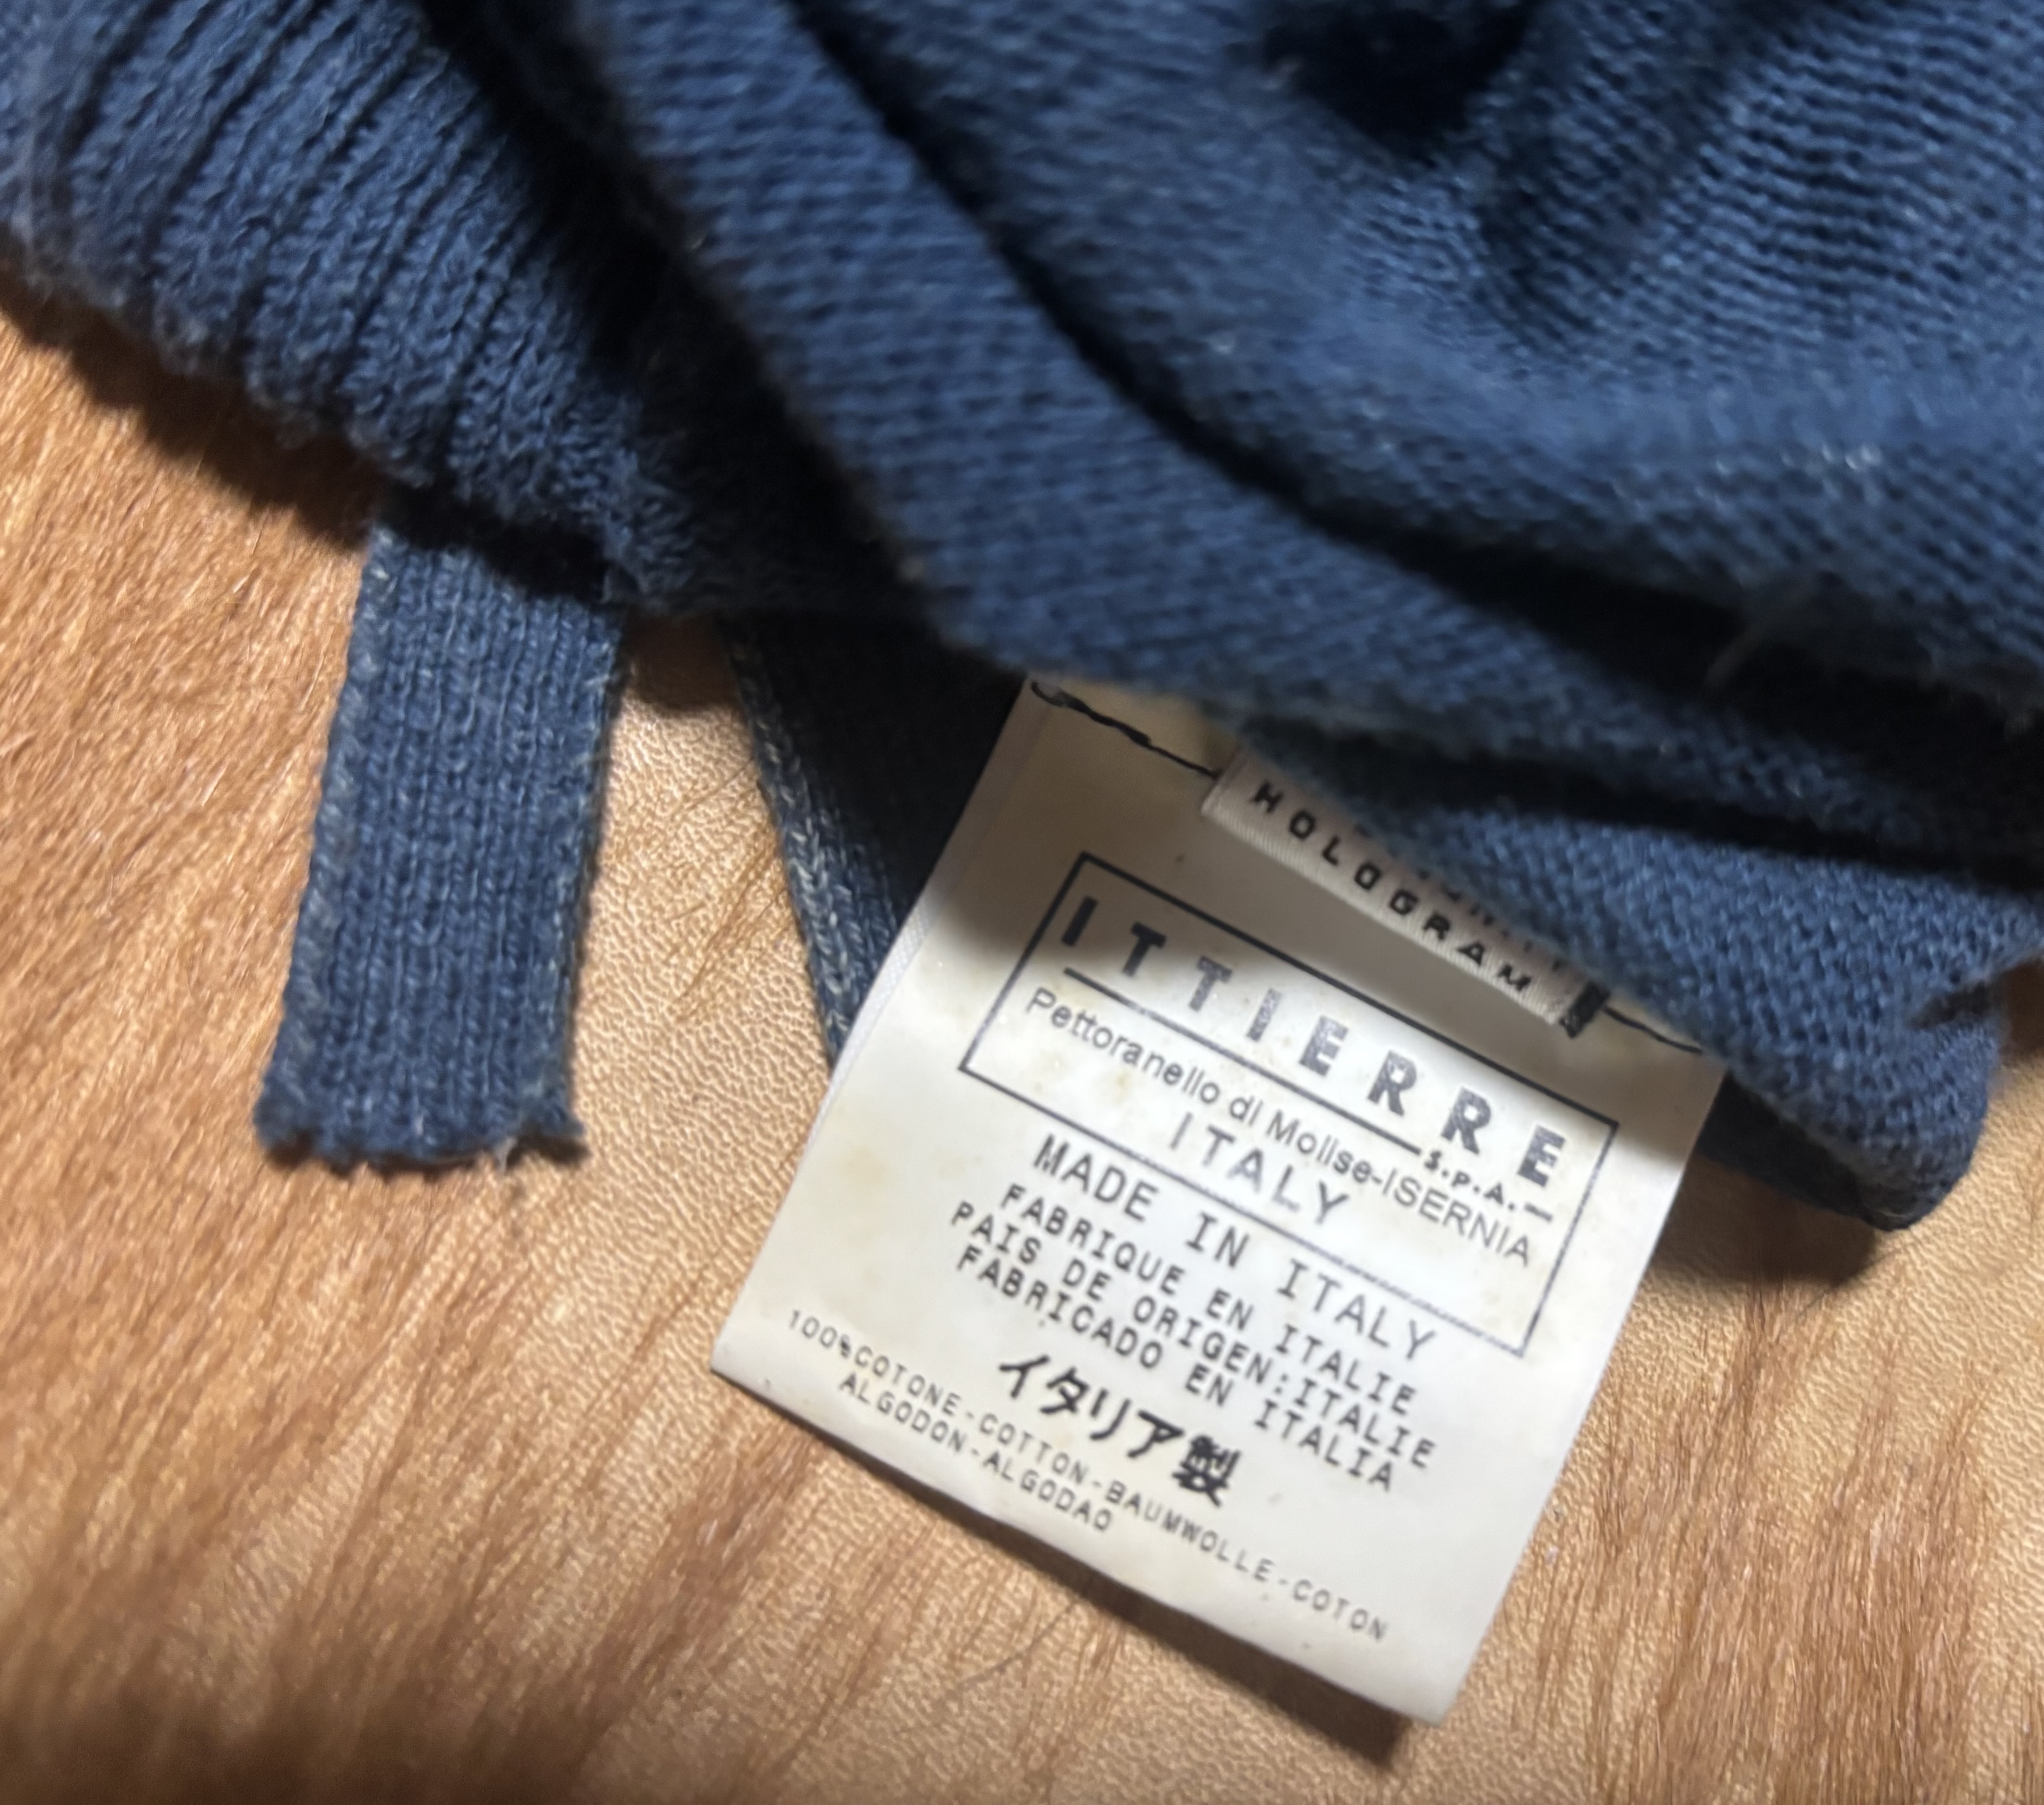 HOLOGRAM
ITTIERRE
S.P.A.
Pettoranello di Molise-ISERNIA
ITALY
MADE IN ITALY
FABRIQUE EN ITALIE
PAIS DE ORIGEN:ITALIE
FABRICADO EN ITALIA
イタリア製
100%COTONE-COTTON-BAUMWOLLE-COTON
ALGODON-ALGODAO